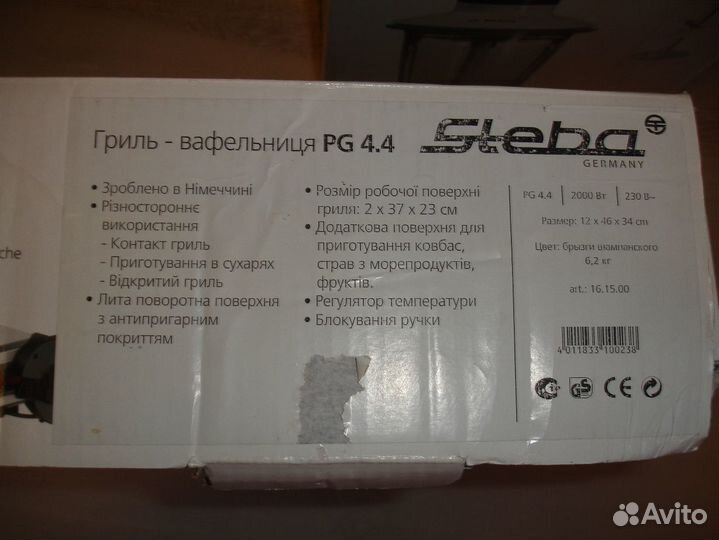 Гриль - вафельниця PG 4.4
Steba
GERMANY
• Зроблено в Німеччині
• Різностороннє
використання
- Контакт гриль
- Приготування в сухарях
- Відкритий гриль
• Лита поворотна поверхня
з антипригарним
покриттям
• Розмір робочої поверхні
гриля: 2 x 37 x 23 см
• Додаткова поверхня для
приготування ковбас,
страв з морепродуктів,
фруктів.
• Регулятор температури
• Блокування ручки
PG 4.4 | 2000 Вт | 230 В~
Размер: 12 x 46 x 34 cm
Цвет: брызги шампанского
6,2 кг
art.: 16.15.00
4 011833 100238
che
Avito